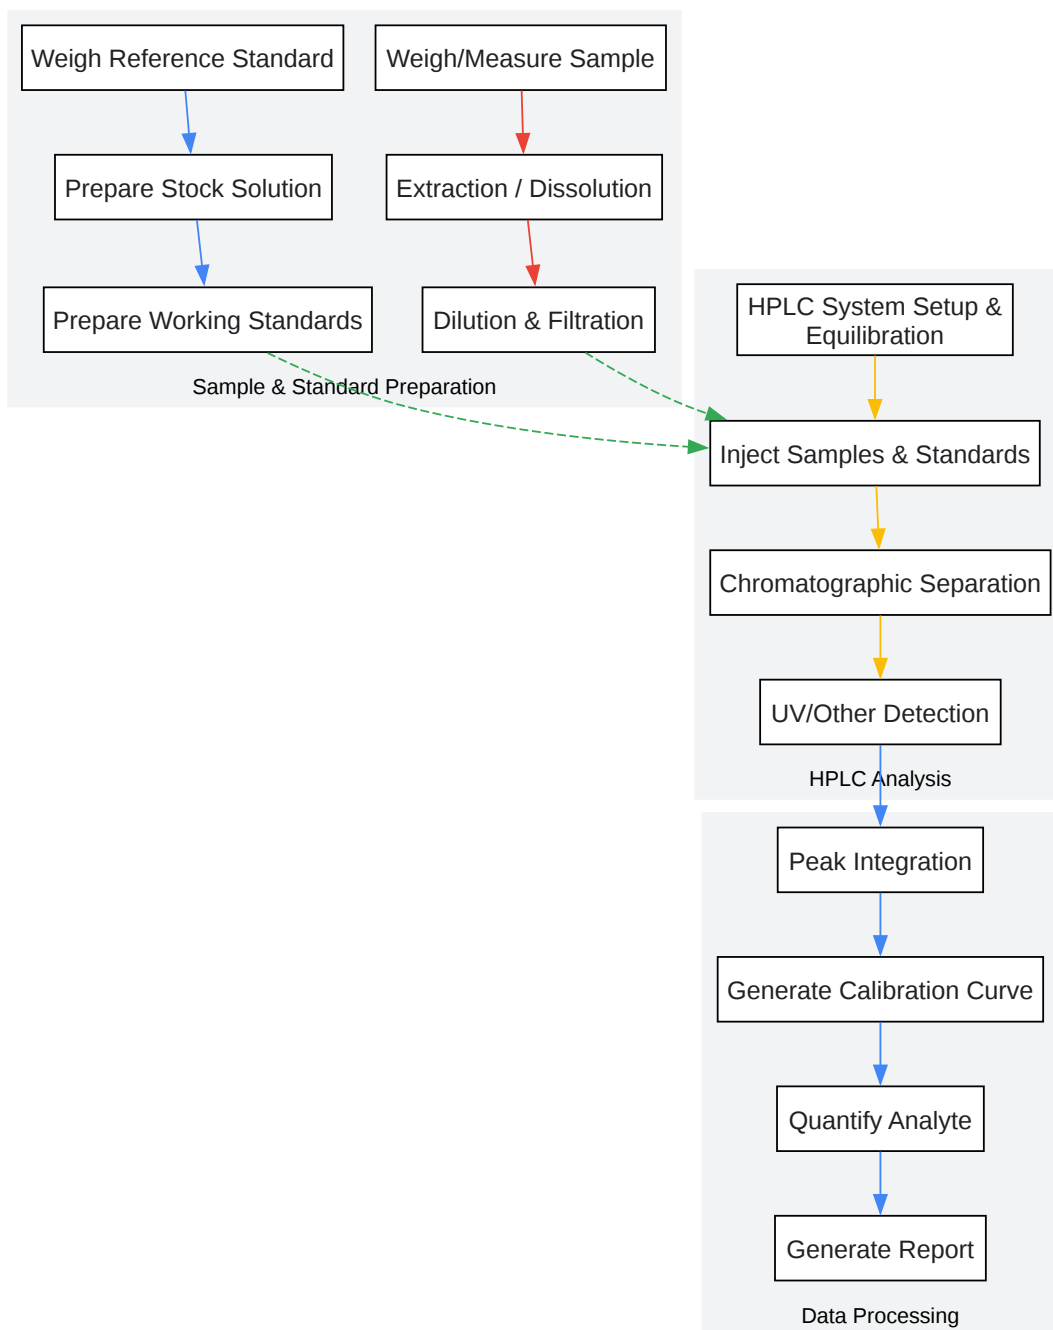 Weigh Reference Standard
Weigh/Measure Sample
Prepare Stock Solution
Extraction / Dissolution
Prepare Working Standards
Dilution & Filtration
Sample & Standard Preparation
HPLC System Setup &
Equilibration
Inject Samples & Standards
Chromatographic Separation
UV/Other Detection
HPLC Analysis
Peak Integration
Generate Calibration Curve
Quantify Analyte
Generate Report
Data Processing